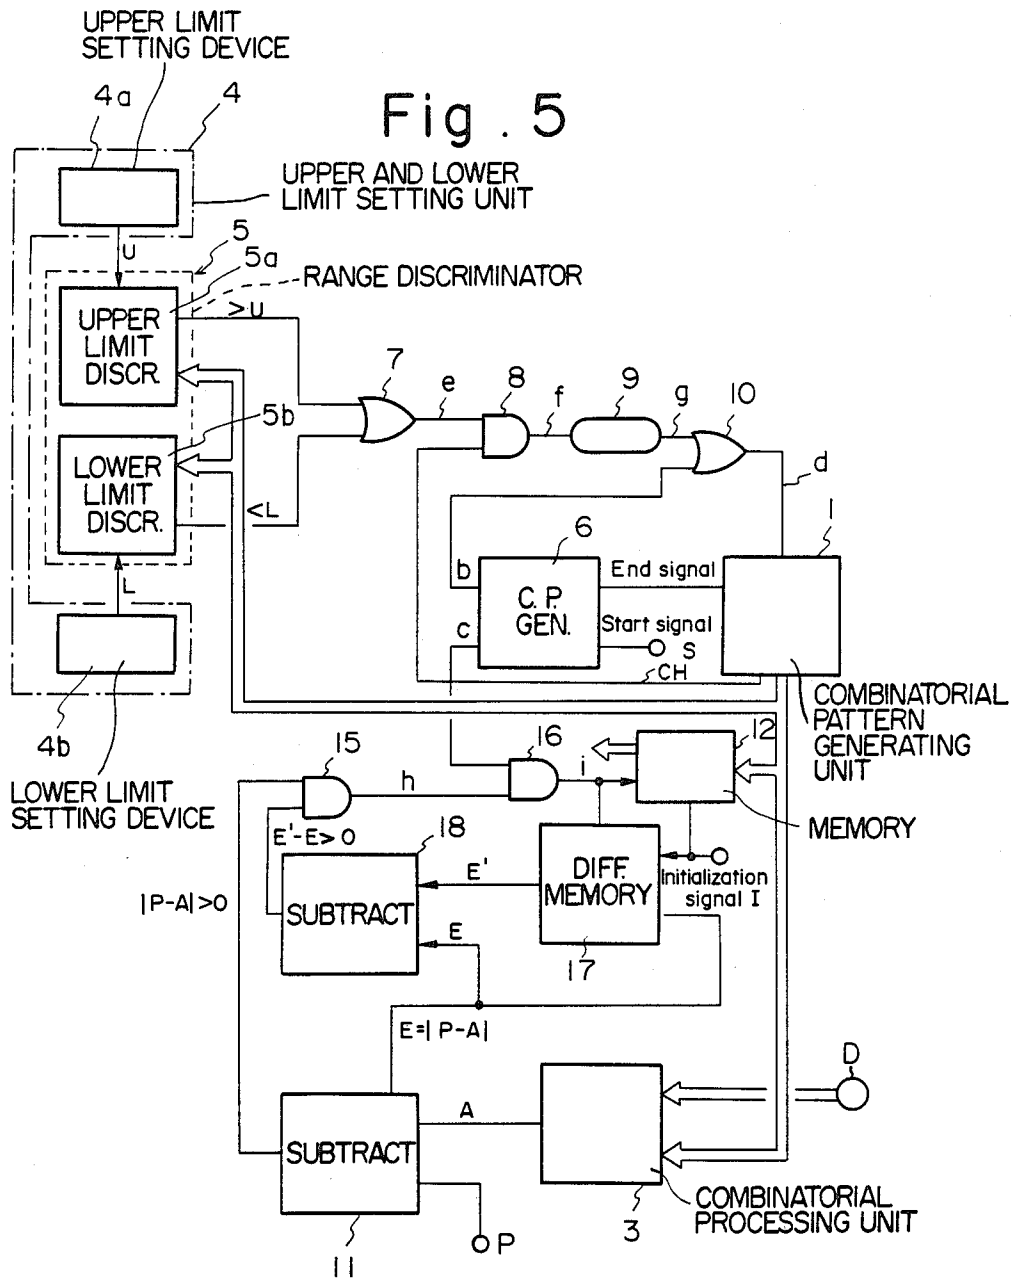 UPPER LIMIT
SETTING DEVICE
4a
4
Fig. 5
UPPER AND LOWER
LIMIT SETTING UNIT
U
5
5a
RANGE DISCRIMINATOR
>U
UPPER
LIMIT
DISCR.
7
e
8
f
9
g
10
5b
d
LOWER
LIMIT
DISCR.
<L
1
6
b
End signal
C. P.
GEN.
L
c
Start signal
S
CH
COMBINATORIAL
PATTERN
GENERATING
UNIT
4b
15
16
12
LOWER LIMIT
SETTING DEVICE
h
i
MEMORY
E'-E>0
18
DIFF.
MEMORY
E'
Initialization
signal I
|P-A|>0
SUBTRACT
E
17
E=|P-A|
D
A
SUBTRACT
COMBINATORIAL
PROCESSING UNIT
3
P
11